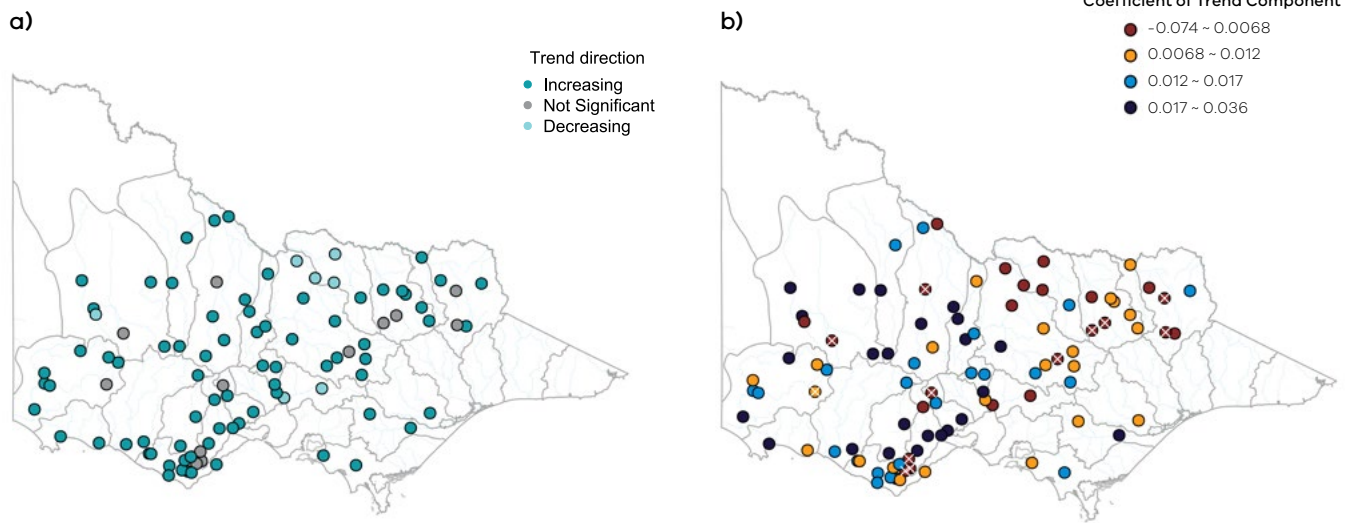 a)
Trend direction
Increasing
Not Significant
Decreasing
b)
Coefficient of Trend Component
-0.074 ~ 0.0068
0.0068 ~ 0.012
0.012 ~ 0.017
0.017 ~ 0.036